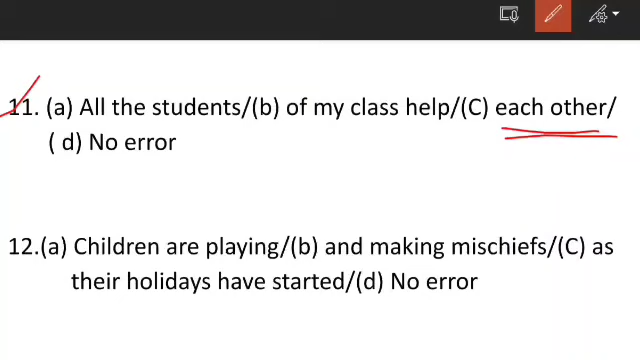 11. (a) All the students/(b) of my class help/(C) each other/
( d) No error
12.(a) Children are playing/(b) and making mischiefs/(C) as
their holidays have started/(d) No error